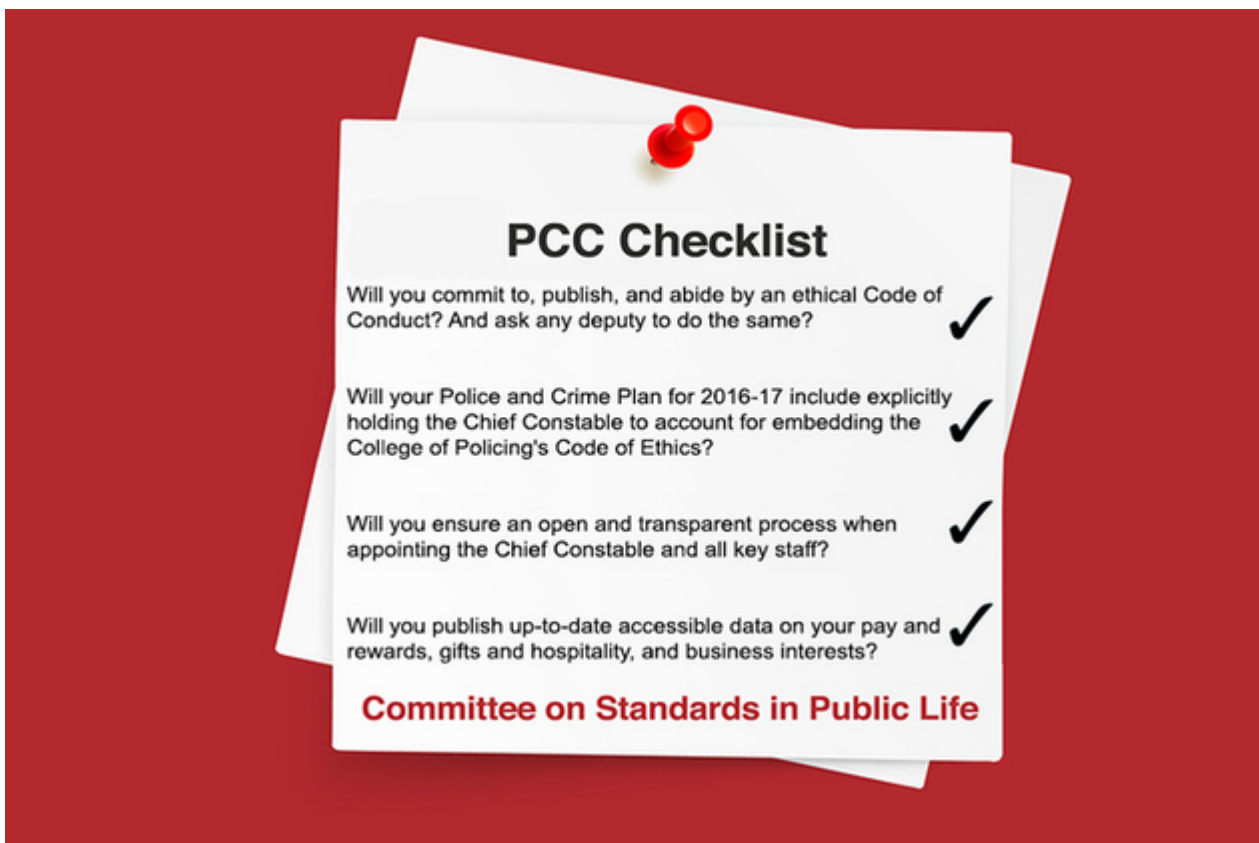 PCC Checklist
Will you commit to, publish, and abide by an ethical Code of
Conduct? And ask any deputy to do the same?
Will your Police and Crime Plan for 2016-17 include explicitly
holding the Chief Constable to account for embedding the
College of Policing's Code of Ethics?
Will you ensure an open and transparent process when
appointing the Chief Constable and all key staff?
Will you publish up-to-date accessible data on your pay and
rewards, gifts and hospitality, and business interests?
Committee on Standards in Public Life